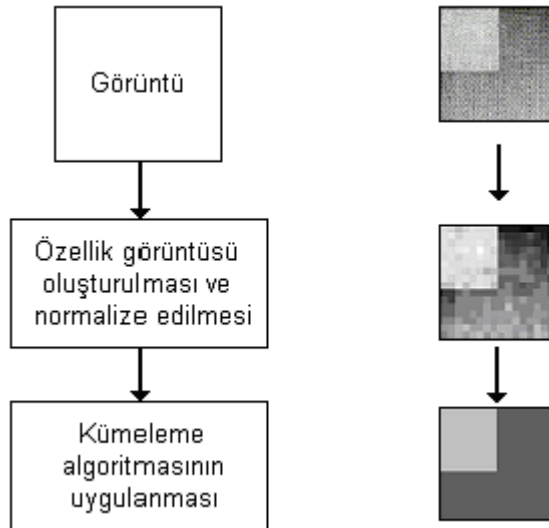 Görüntü
Özellik görüntüsü
oluşturulması ve
normalize edilmesi
Kümeleme
algoritmasının
uygulanması